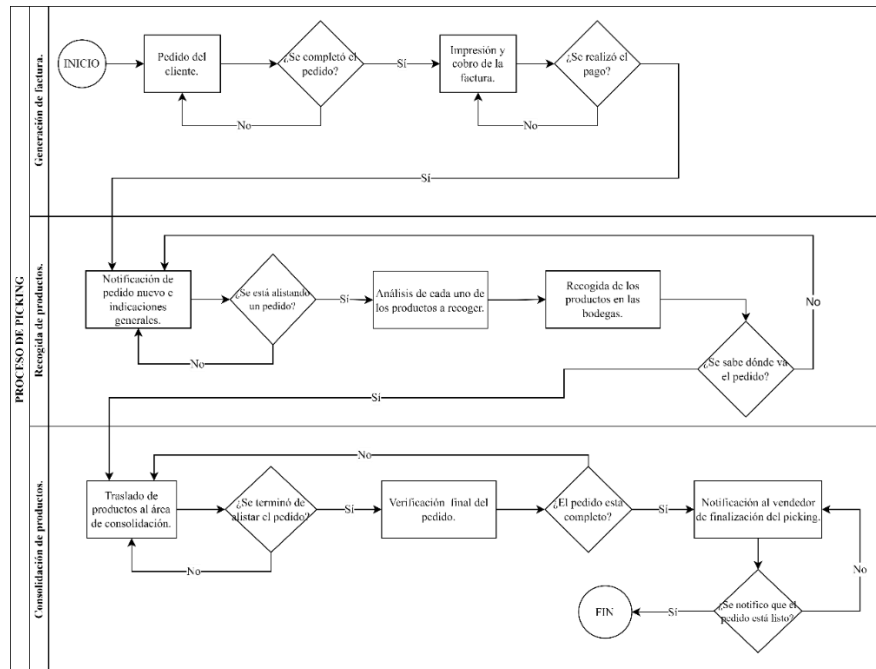 PROCESO DE PICKING
Generación de factura.
INICIO
Pedido del
cliente.
¿Se completó el
pedido?
Sí
No
Impresión y
cobro de la
factura.
¿Se realizó el
pago?
No
Sí
Recogida de productos.
Notificación de
pedido nuevo e
indicaciones
generales.
¿Se está alistando
un pedido?
Sí
No
Análisis de cada uno de
los productos a recoger.
Recogida de los
productos en las
bodegas.
¿Se sabe dónde va
el pedido?
No
Sí
Consolidación de productos.
Traslado de
productos al área de
consolidación.
¿Se terminó de
alistar el pedido?
Sí
No
Verificación final del
pedido.
¿El pedido está
completo?
No
Sí
Notificación al vendedor
de finalización del picking.
¿Se notifico que el
pedido está listo?
No
Sí
FIN